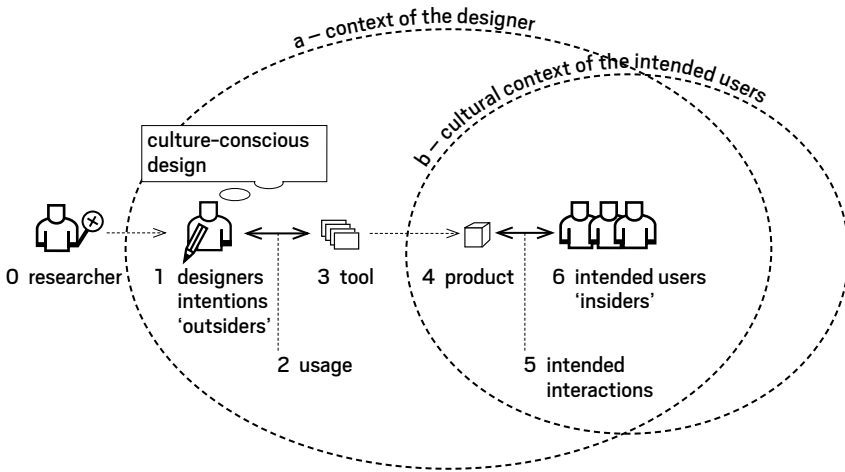 a – context of the designer
b – cultural context of the intended users
culture-conscious
design
0 researcher
1 designers
intentions
‘outsiders’
3 tool
4 product
6 intended users
‘insiders’
2 usage
5 intended
interactions